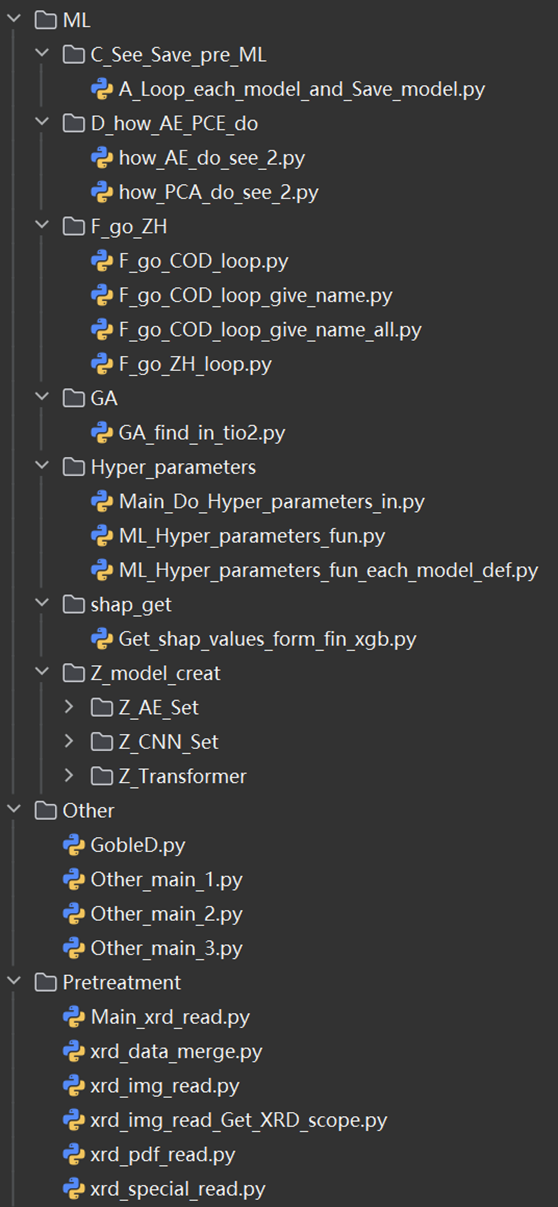 ML
C_See_Save_pre_ML
A_Loop_each_model_and_Save_model.py
D_how_AE_PCE_do
how_AE_do_see_2.py
how_PCA_do_see_2.py
F_go_ZH
F_go_COD_loop.py
F_go_COD_loop_give_name.py
F_go_COD_loop_give_name_all.py
F_go_ZH_loop.py
GA
GA_find_in_tio2.py
Hyper_parameters
Main_Do_Hyper_parameters_in.py
ML_Hyper_parameters_fun.py
ML_Hyper_parameters_fun_each_model_def.py
shap_get
Get_shap_values_form_fin_xgb.py
Z_model_creat
Z_AE_Set
Z_CNN_Set
Z_Transformer
Other
GobleD.py
Other_main_1.py
Other_main_2.py
Other_main_3.py
Pretreatment
Main_xrd_read.py
xrd_data_merge.py
xrd_img_read.py
xrd_img_read_Get_XRD_scope.py
xrd_pdf_read.py
xrd_special_read.py